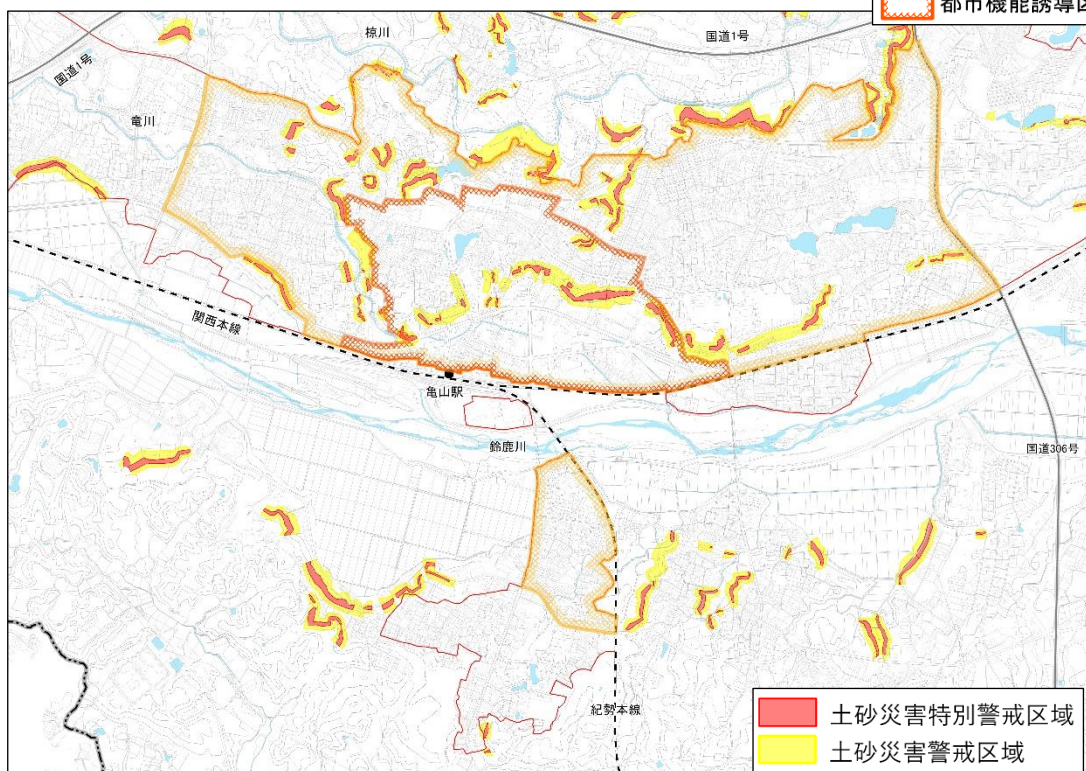 都市機能誘導区
国道1号
椋川
国道1号
竜川
関西本線
亀山駅
鈴鹿川
国道306号
紀勢本線
土砂災害特別警戒区域
土砂災害警戒区域